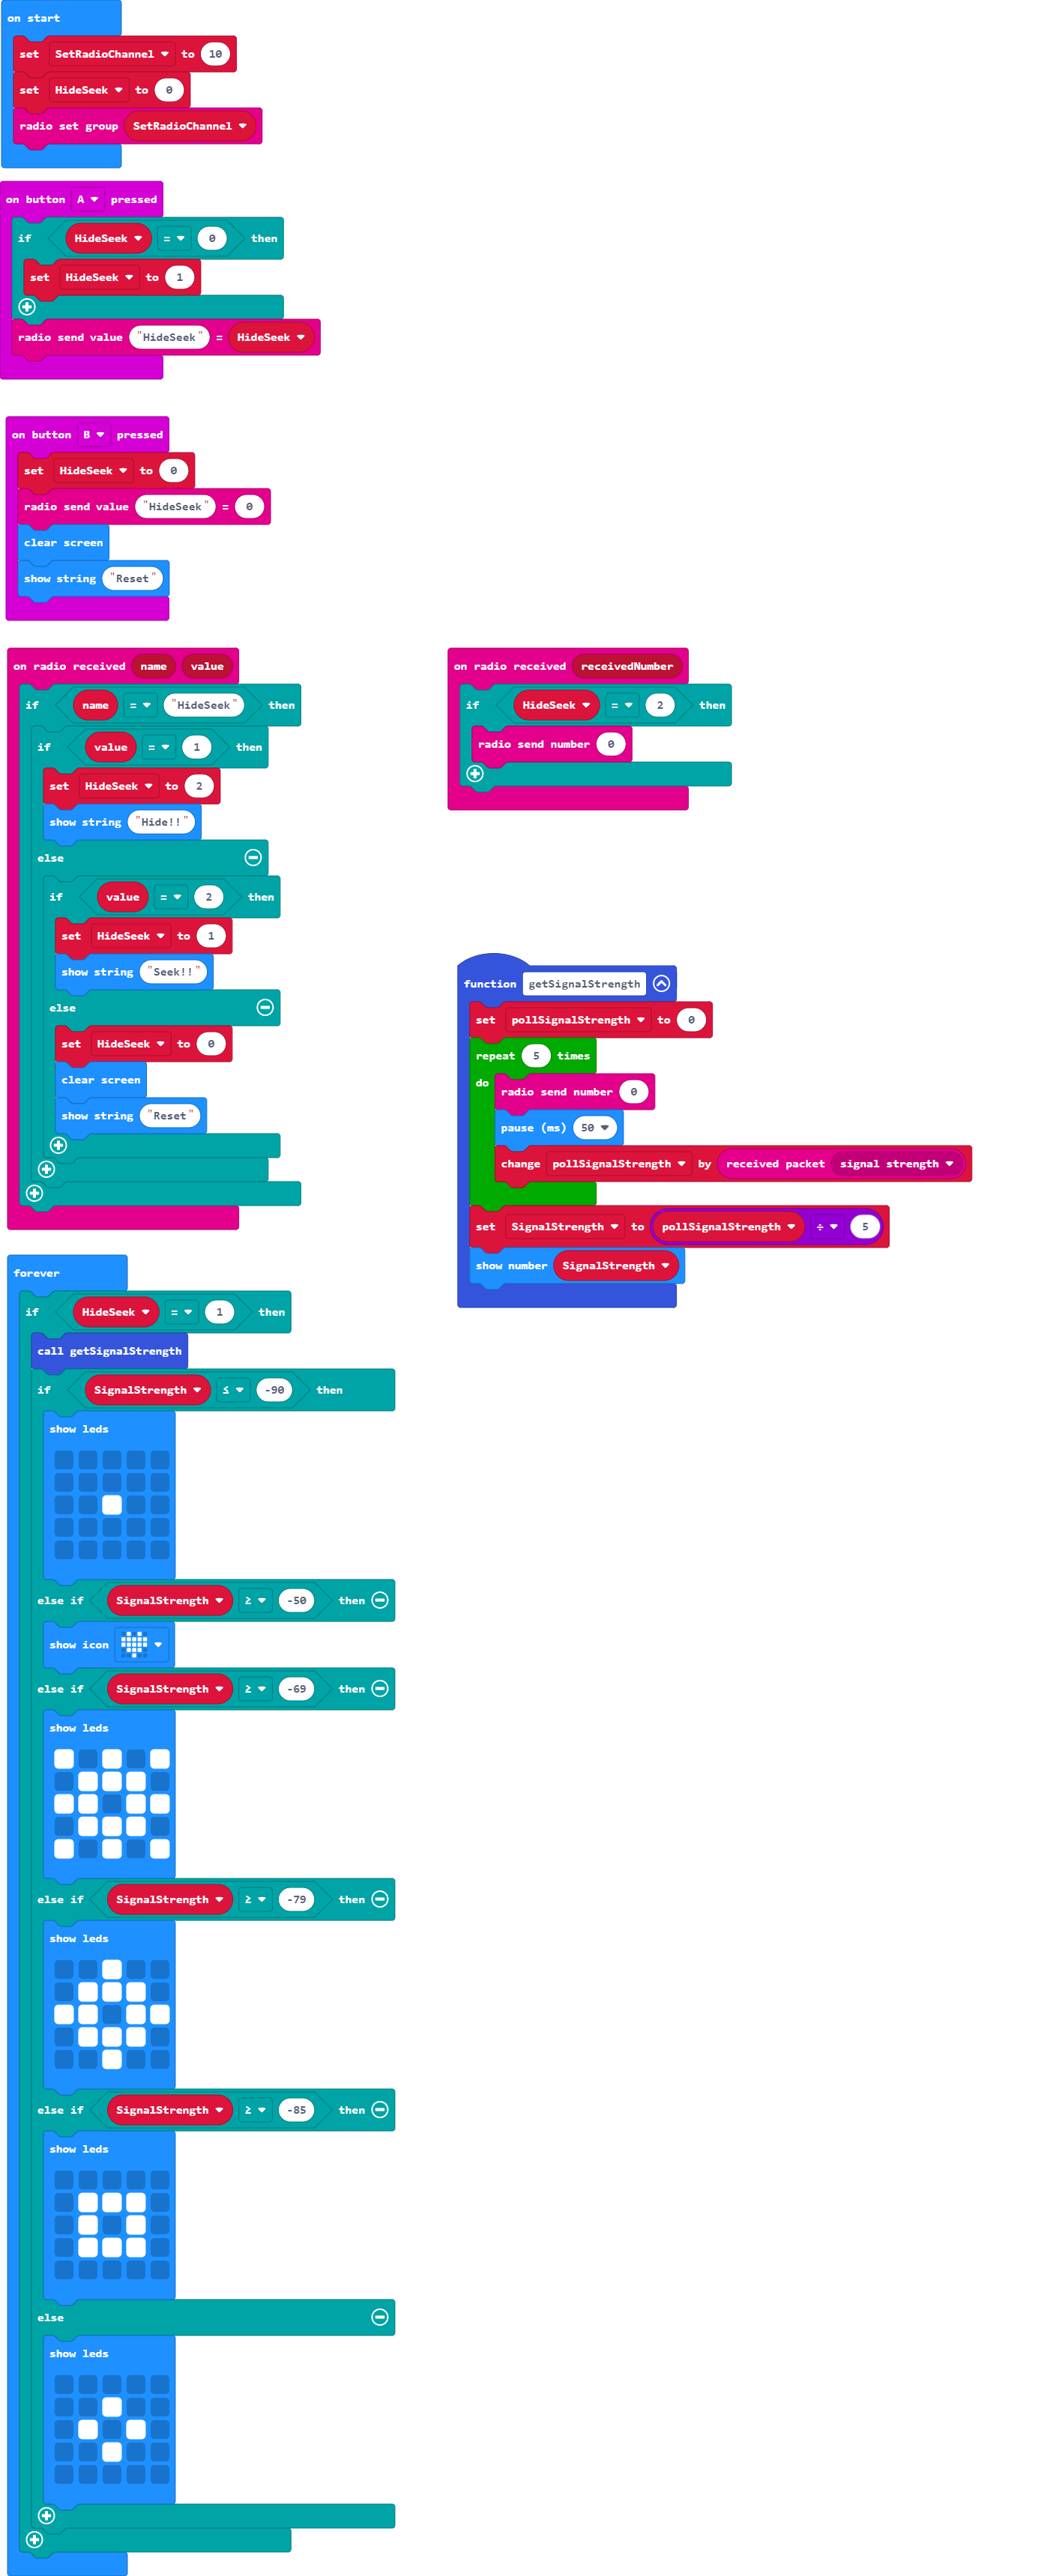 on start
set SetRadioChannel to 10
set HideSeek to 0
radio set group SetRadioChannel
on button A pressed
if HideSeek = 0 then
set HideSeek to 1
radio send value "HideSeek" = HideSeek
on button B pressed
set HideSeek to 0
radio send value "HideSeek" = 0
clear screen
show string "Reset"
on radio received name value
if name = "HideSeek" then
if value = 1 then
set HideSeek to 2
show string "Hide!!"
else
if value = 2 then
set HideSeek to 1
show string "Seek!!"
else
set HideSeek to 0
clear screen
show string "Reset"
on radio received receivedNumber
if HideSeek = 2 then
radio send number 0
function getSignalStrength
set pollSignalStrength to 0
repeat 5 times
do
radio send number 0
pause (ms) 50
change pollSignalStrength by received packet signal strength
set SignalStrength to pollSignalStrength ÷ 5
show number SignalStrength
forever
if HideSeek = 1 then
call getSignalStrength
if SignalStrength ≤ -90 then
show leds
else if SignalStrength ≥ -50 then
show icon
else if SignalStrength ≥ -69 then
show leds
else if SignalStrength ≥ -79 then
show leds
else if SignalStrength ≥ -85 then
show leds
else
show leds